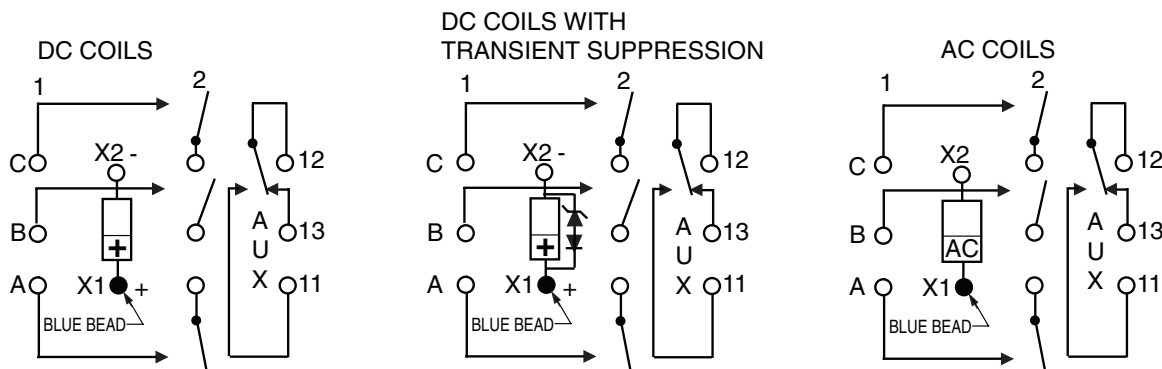 DC COILS
1
2
C
X2 -
12
B
+
A
U
X
13
A
X1
+
11
BLUE BEAD
DC COILS WITH
TRANSIENT SUPPRESSION
1
2
C
X2 -
12
B
+
A
U
X
13
A
X1
+
11
BLUE BEAD
AC COILS
1
2
C
X2
12
B
AC
A
U
X
13
A
X1
11
BLUE BEAD